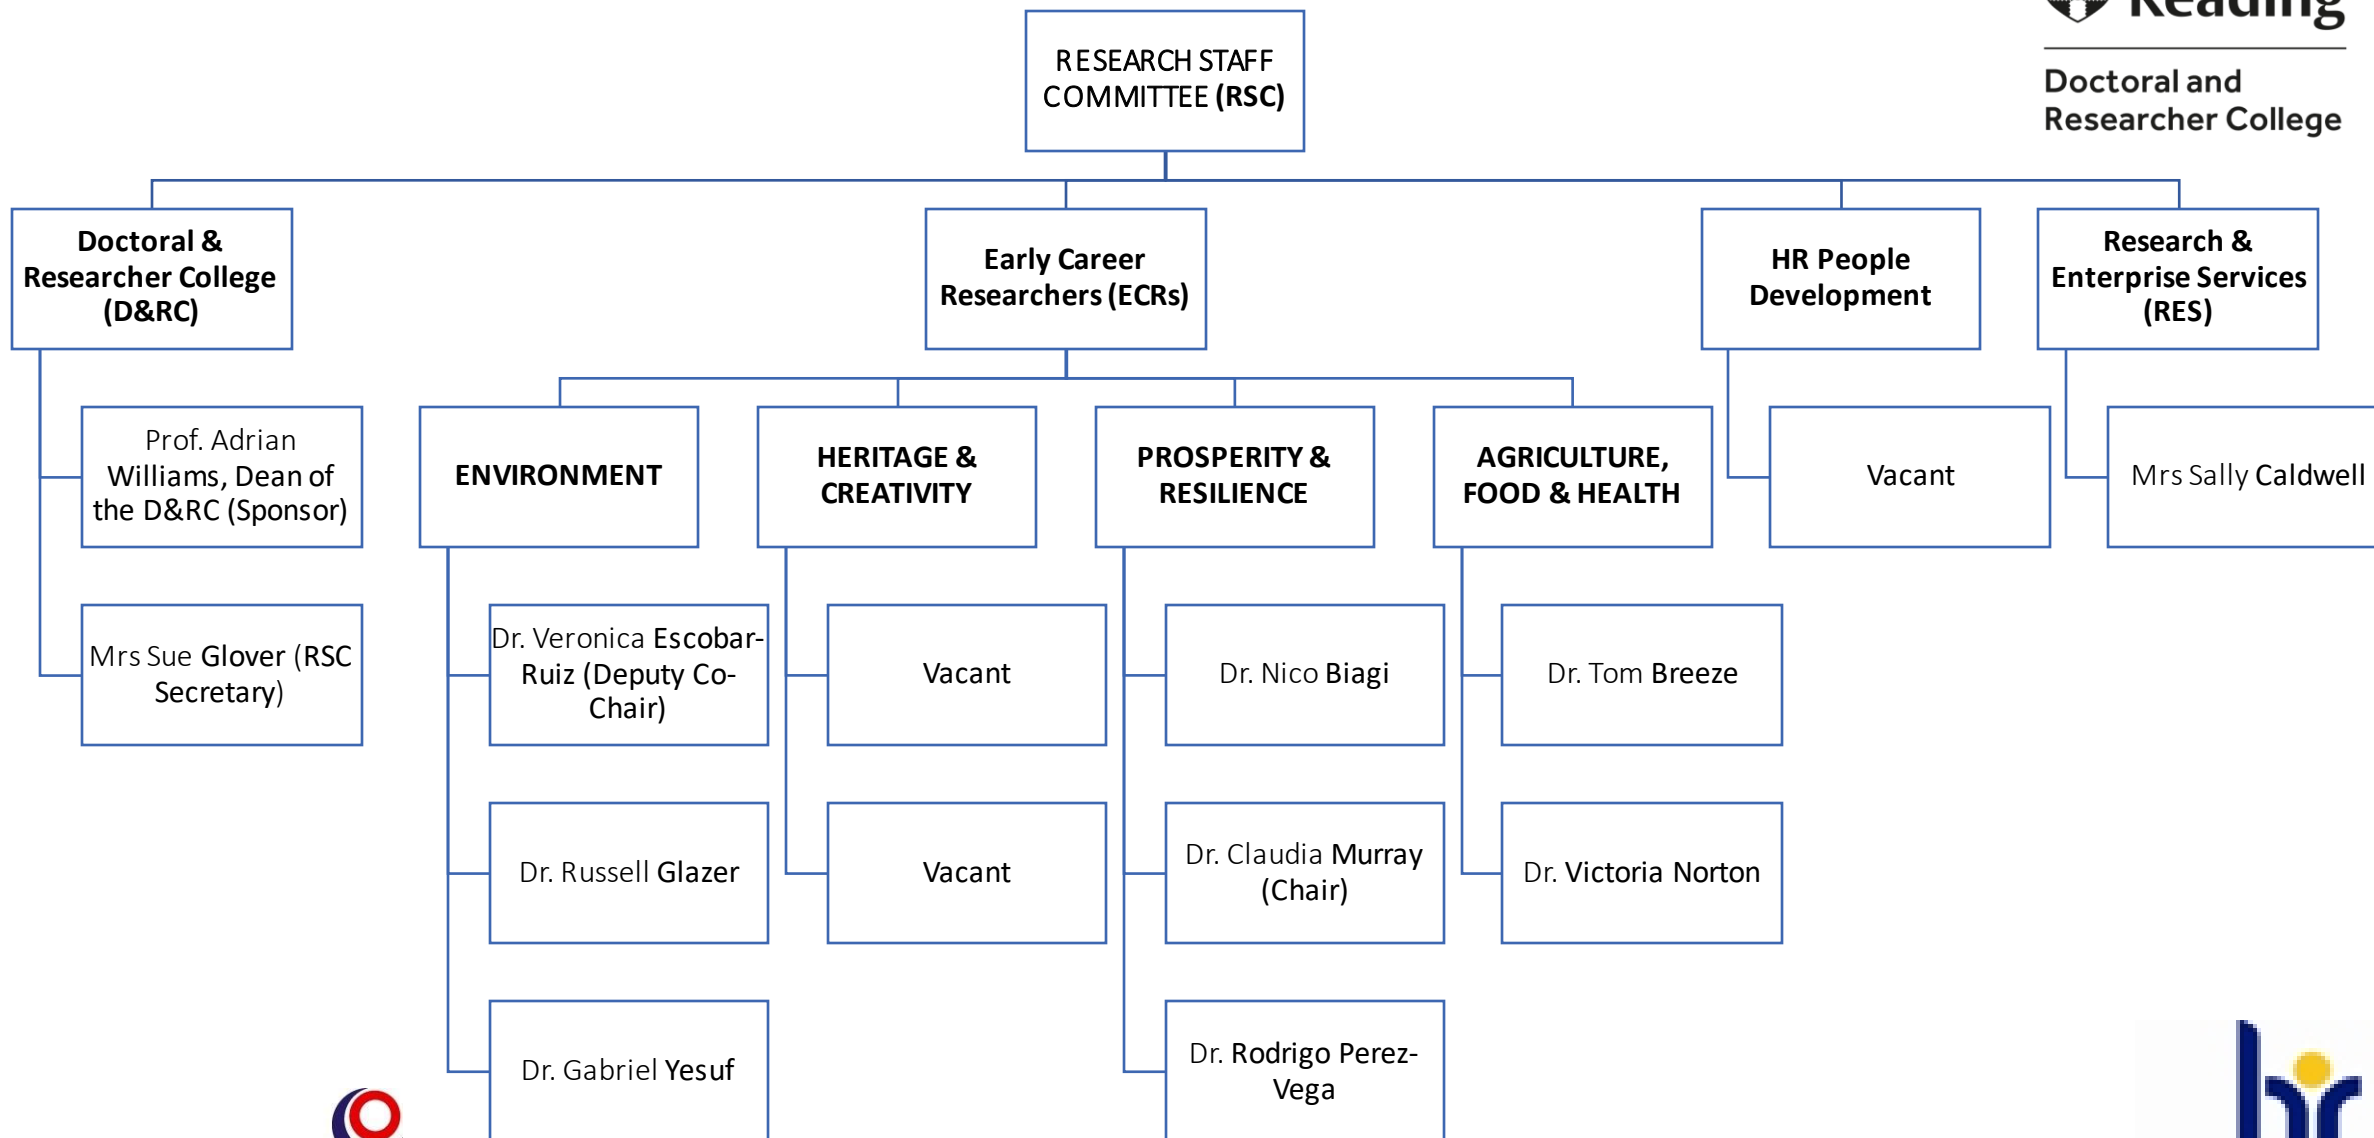 Reading
Doctoral and
Researcher College
RESEARCH STAFF
COMMITTEE (RSC)
Doctoral &
Researcher College
(D&RC)
Early Career
Researchers (ECRs)
HR People
Development
Research &
Enterprise Services
(RES)
Prof. Adrian
Williams, Dean of
the D&RC (Sponsor)
Mrs Sue Glover (RSC
Secretary)
ENVIRONMENT
Dr. Veronica Escobar-
Ruiz (Deputy Co-
Chair)
Dr. Russell Glazer
Dr. Gabriel Yesuf
HERITAGE &
CREATIVITY
Vacant
Vacant
PROSPERITY &
RESILIENCE
Dr. Nico Biagi
Dr. Claudia Murray
(Chair)
Dr. Rodrigo Perez-
Vega
AGRICULTURE,
FOOD & HEALTH
Dr. Tom Breeze
Dr. Victoria Norton
Vacant
Mrs Sally Caldwell
hr